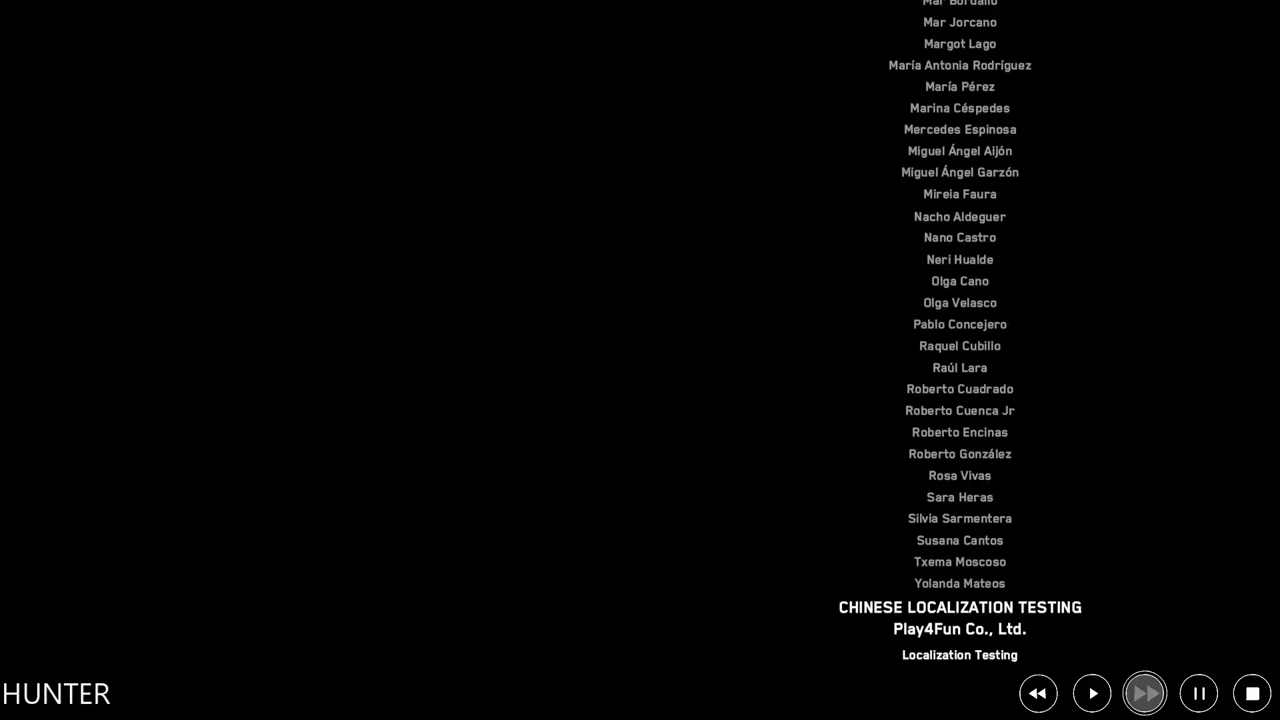 Mar Bordallo
Mar Jorcano
Margot Lago
María Antonia Rodríguez
María Pérez
Marina Céspedes
Mercedes Espinosa
Miguel Ángel Aijón
Miguel Ángel Garzón
Mireia Faura
Nacho Aldeguer
Nano Castro
Neri Hualde
Olga Cano
Olga Velasco
Pablo Concejero
Raquel Cubillo
Raúl Lara
Roberto Cuadrado
Roberto Cuenca Jr
Roberto Encinas
Roberto González
Rosa Vivas
Sara Heras
Silvia Sarmentera
Susana Cantos
Txema Moscoso
Yolanda Mateos
CHINESE LOCALIZATION TESTING
Play4Fun Co., Ltd.
Localization Testing
HUNTER